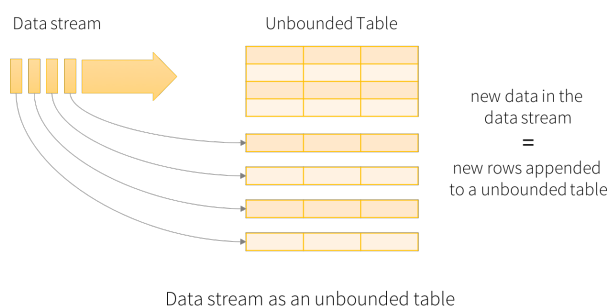 Data stream
Unbounded Table
new data in the
data stream
=
new rows appended
to a unbounded table
Data stream as an unbounded table